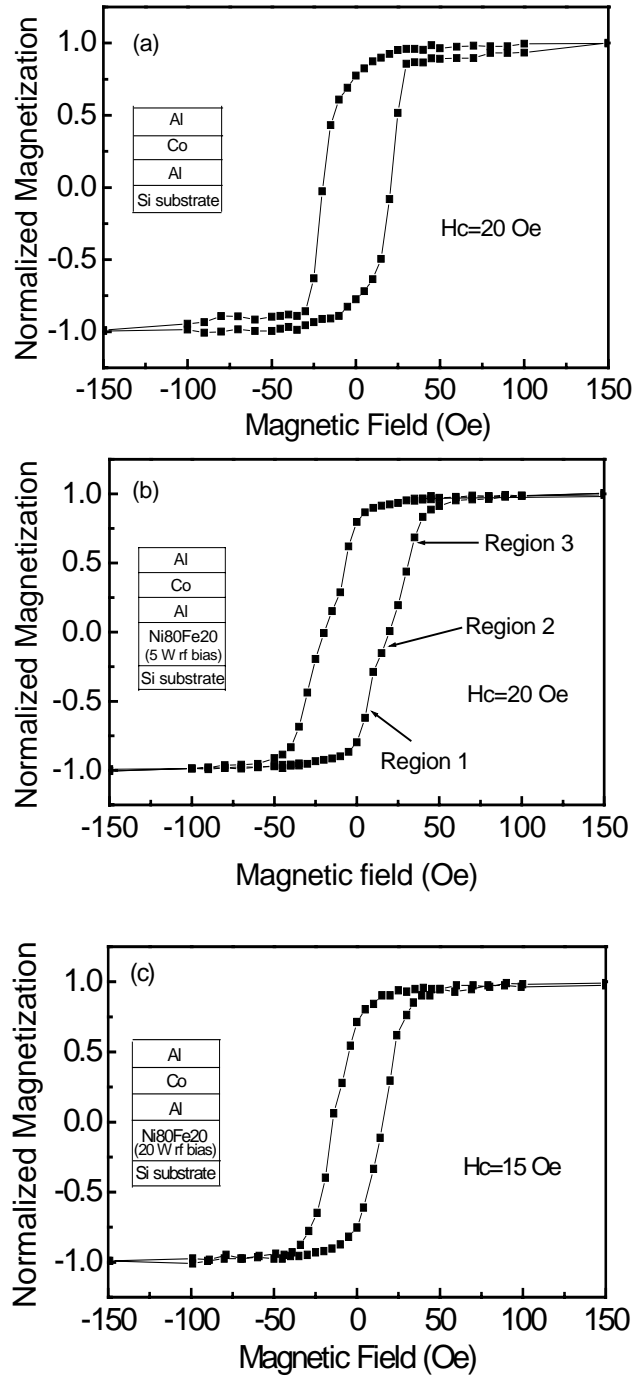 (a)
1.0
0.5
0.0
-0.5
-1.0
Normalized Magnetization
Al
Co
Al
Si substrate
Hc=20 Oe
-150 -100 -50 0 50 100 150
Magnetic Field (Oe)
(b)
1.0
0.5
0.0
-0.5
-1.0
Normalized Magnetization
Al
Co
Al
Ni80Fe20
(5 W rf bias)
Si substrate
Region 3
Region 2
Region 1
Hc=20 Oe
-150 -100 -50 0 50 100 150
Magnetic field (Oe)
(c)
1.0
0.5
0.0
-0.5
-1.0
Normalized Magnetization
Al
Co
Al
Ni80Fe20
(20 W rf bias)
Si substrate
Hc=15 Oe
-150 -100 -50 0 50 100 150
Magnetic Field (Oe)